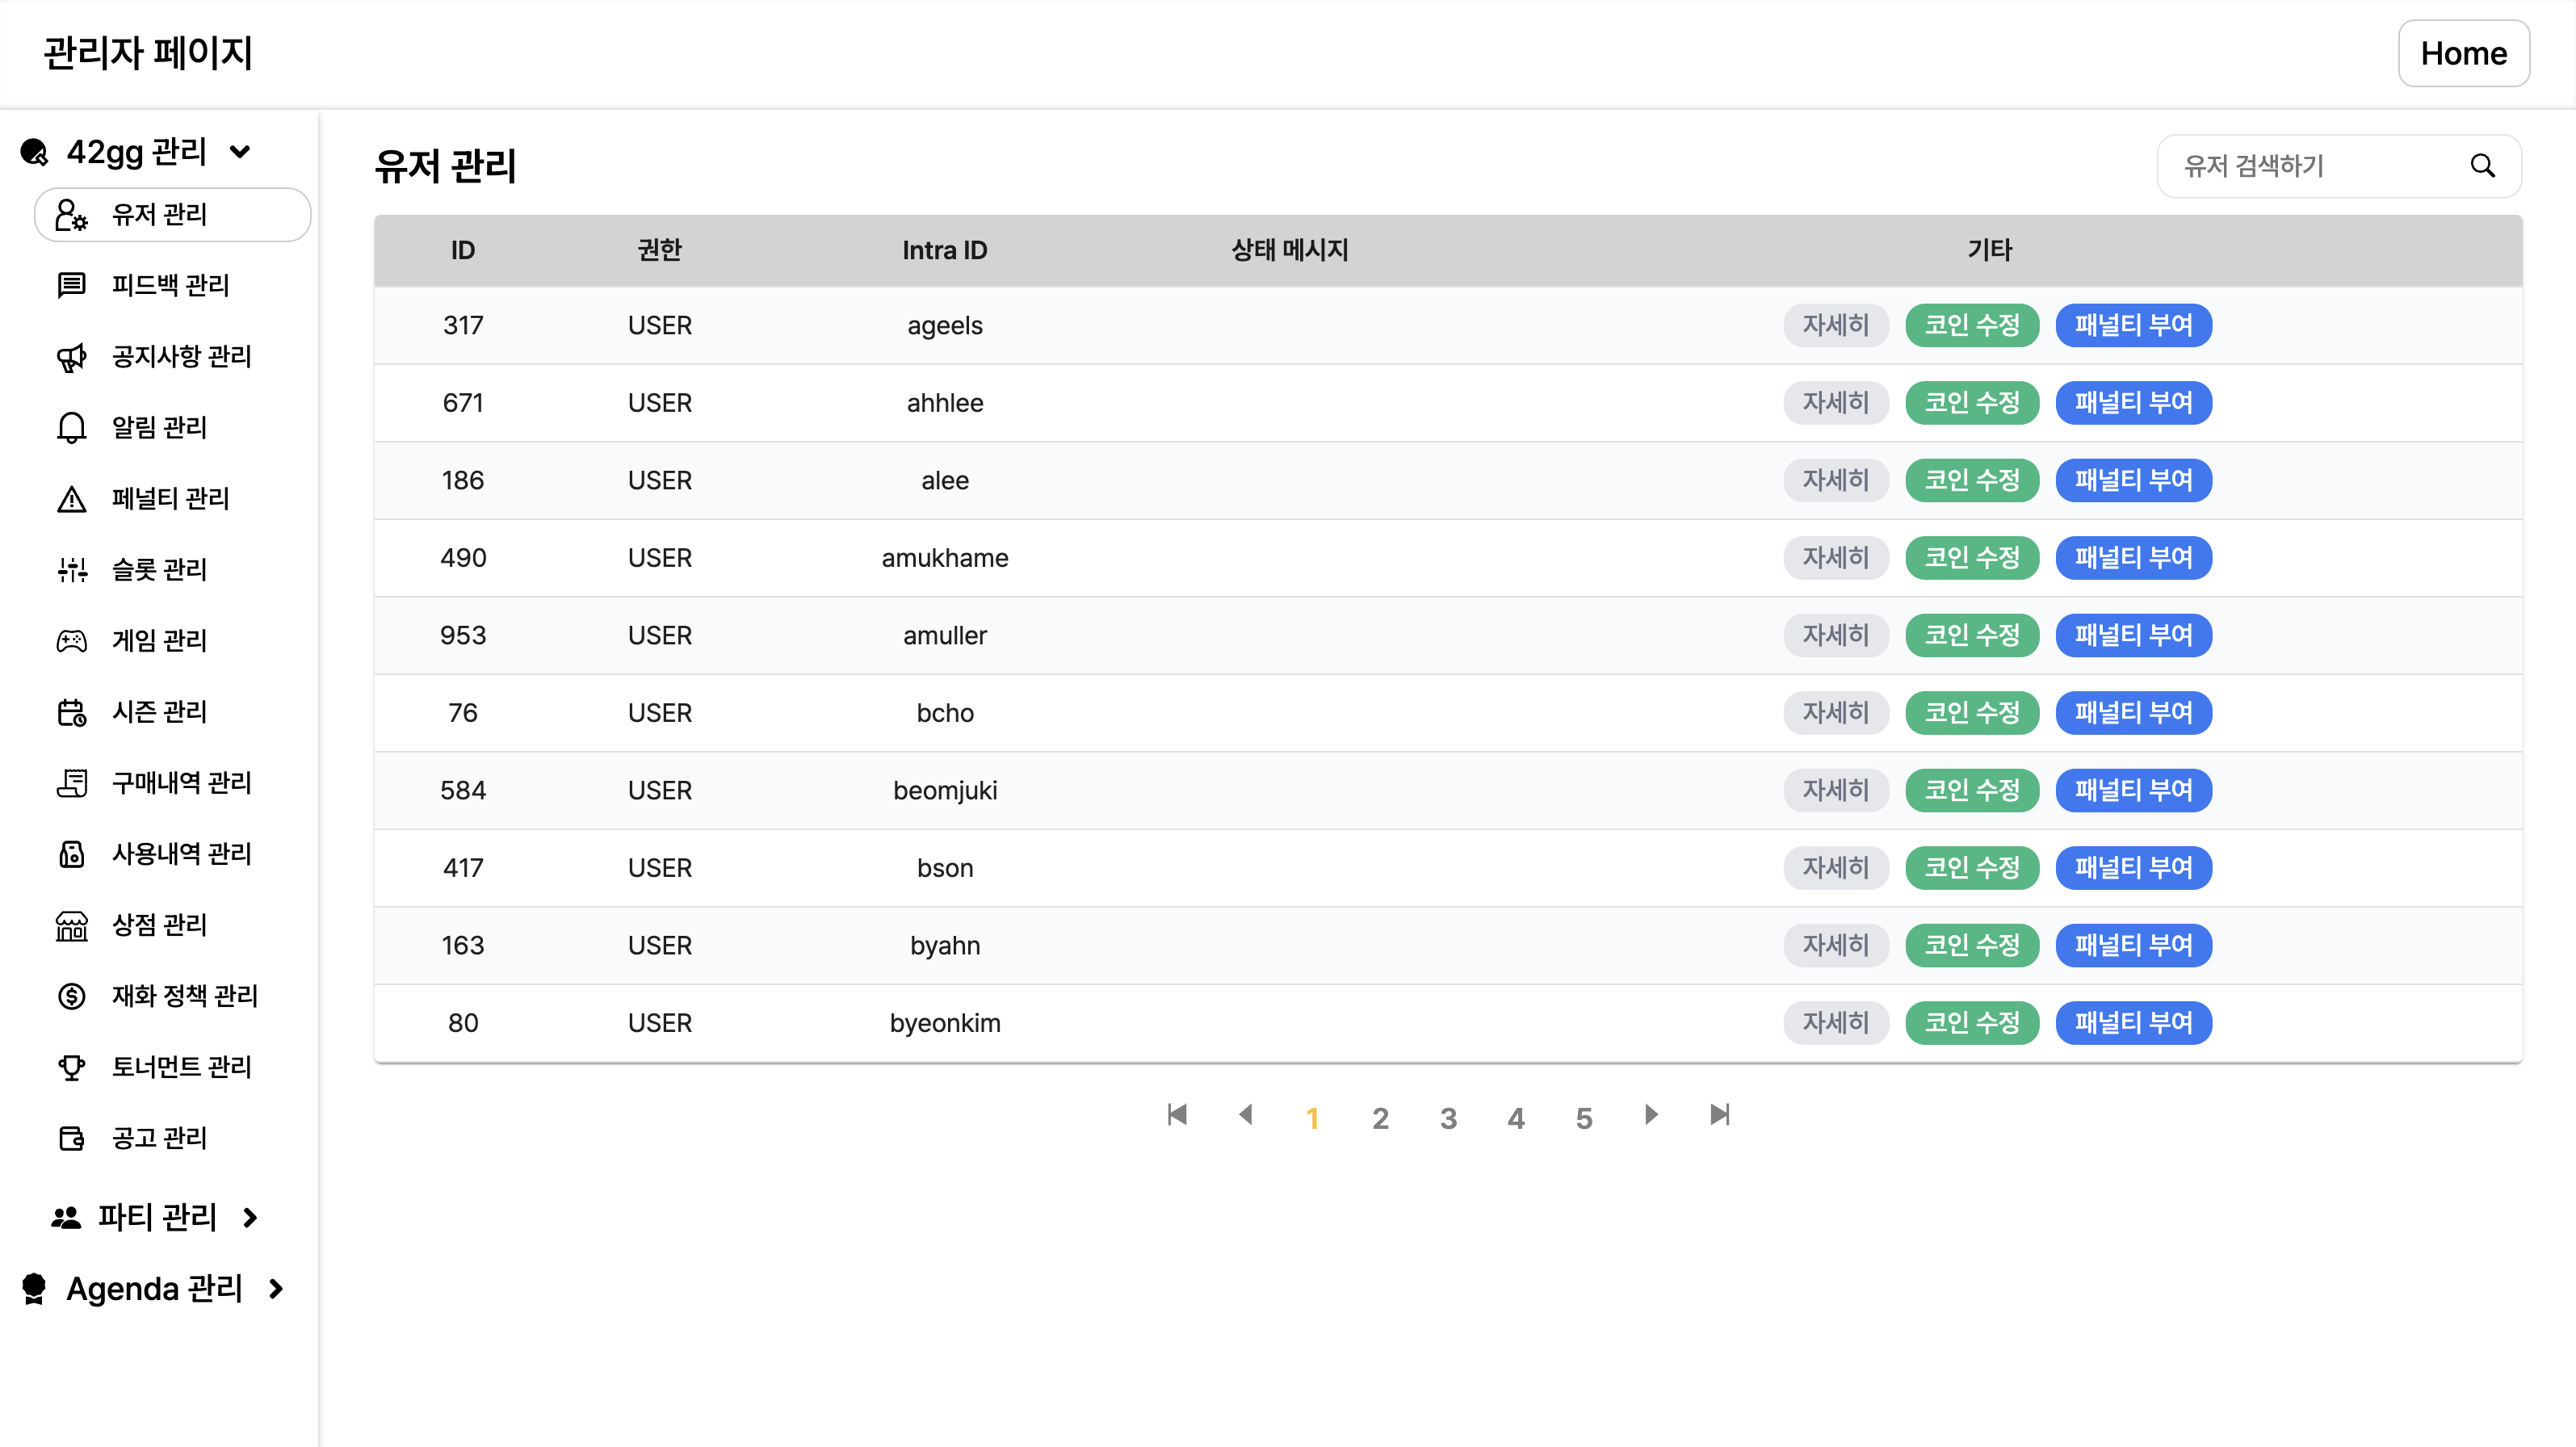 관리자 페이지
Home
42gg 관리
유저 관리
피드백 관리
공지사항 관리
알림 관리
페널티 관리
슬롯 관리
게임 관리
시즌 관리
구매내역 관리
사용내역 관리
상점 관리
재화 정책 관리
토너먼트 관리
공고 관리
파티 관리
Agenda 관리
유저 관리
유저 검색하기
ID 권한 Intra ID 상태 메시지 기타
317 USER ageels 자세히 코인 수정 패널티 부여
671 USER ahhlee 자세히 코인 수정 패널티 부여
186 USER alee 자세히 코인 수정 패널티 부여
490 USER amukhame 자세히 코인 수정 패널티 부여
953 USER amuller 자세히 코인 수정 패널티 부여
76 USER bcho 자세히 코인 수정 패널티 부여
584 USER beomjuki 자세히 코인 수정 패널티 부여
417 USER bson 자세히 코인 수정 패널티 부여
163 USER byahn 자세히 코인 수정 패널티 부여
80 USER byeonkim 자세히 코인 수정 패널티 부여
1 2 3 4 5